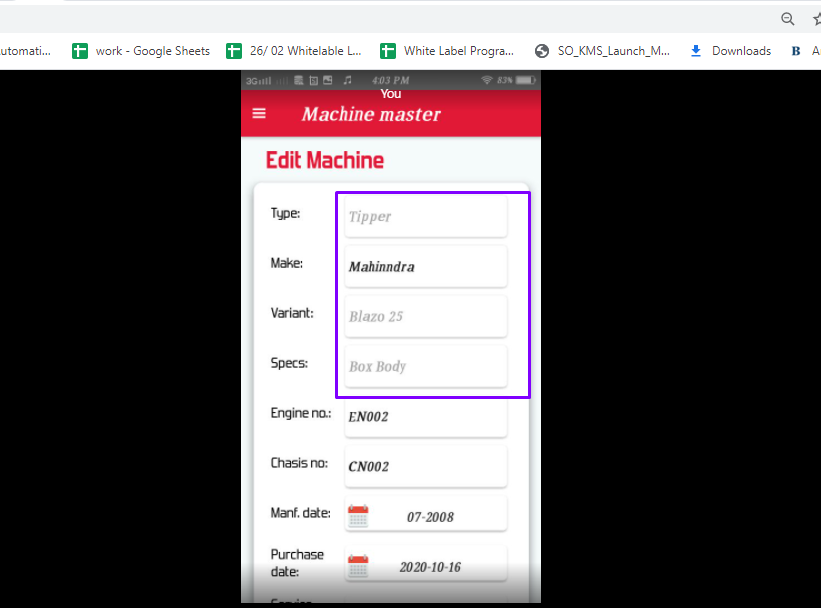 utomati... work - Google Sheets 26/ 02 Whitelable L... White Label Progra... SO_KMS_Launch_M... Downloads B A
3G 4:03 PM 83%
You
Machine master
Edit Machine
Type: Tipper
Make: Mahinndra
Variant: Blazo 25
Specs: Box Body
Engine no.: EN002
Chasis no: CN002
Manf. date: 07-2008
Purchase
date: 2020-10-16